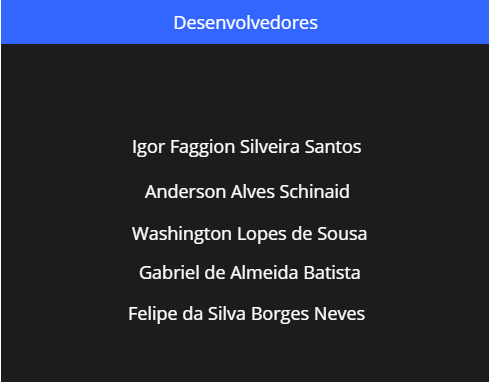 Desenvolvedores
Igor Faggion Silveira Santos
Anderson Alves Schinaid
Washington Lopes de Sousa
Gabriel de Almeida Batista
Felipe da Silva Borges Neves